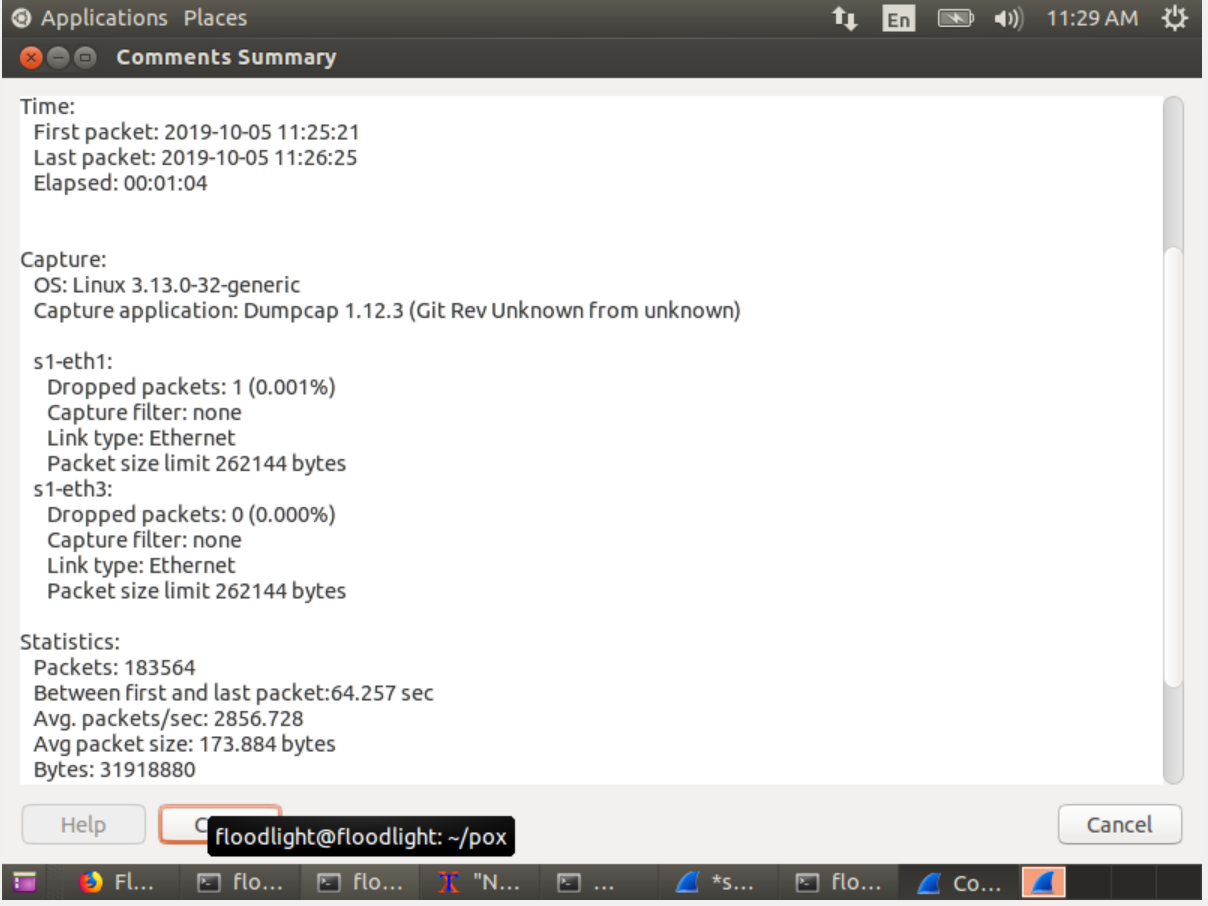 Applications Places
En
11:29 AM
Comments Summary
Time:
First packet: 2019-10-05 11:25:21
Last packet: 2019-10-05 11:26:25
Elapsed: 00:01:04
Capture:
OS: Linux 3.13.0-32-generic
Capture application: Dumpcap 1.12.3 (Git Rev Unknown from unknown)
s1-eth1:
Dropped packets: 1 (0.001%)
Capture filter: none
Link type: Ethernet
Packet size limit 262144 bytes
s1-eth3:
Dropped packets: 0 (0.000%)
Capture filter: none
Link type: Ethernet
Packet size limit 262144 bytes
Statistics:
Packets: 183564
Between first and last packet:64.257 sec
Avg. packets/sec: 2856.728
Avg packet size: 173.884 bytes
Bytes: 31918880
Help
Cancel
floodlight@floodlight: ~/pox
Fl... flo... flo... "N... ... *s... flo... Co...